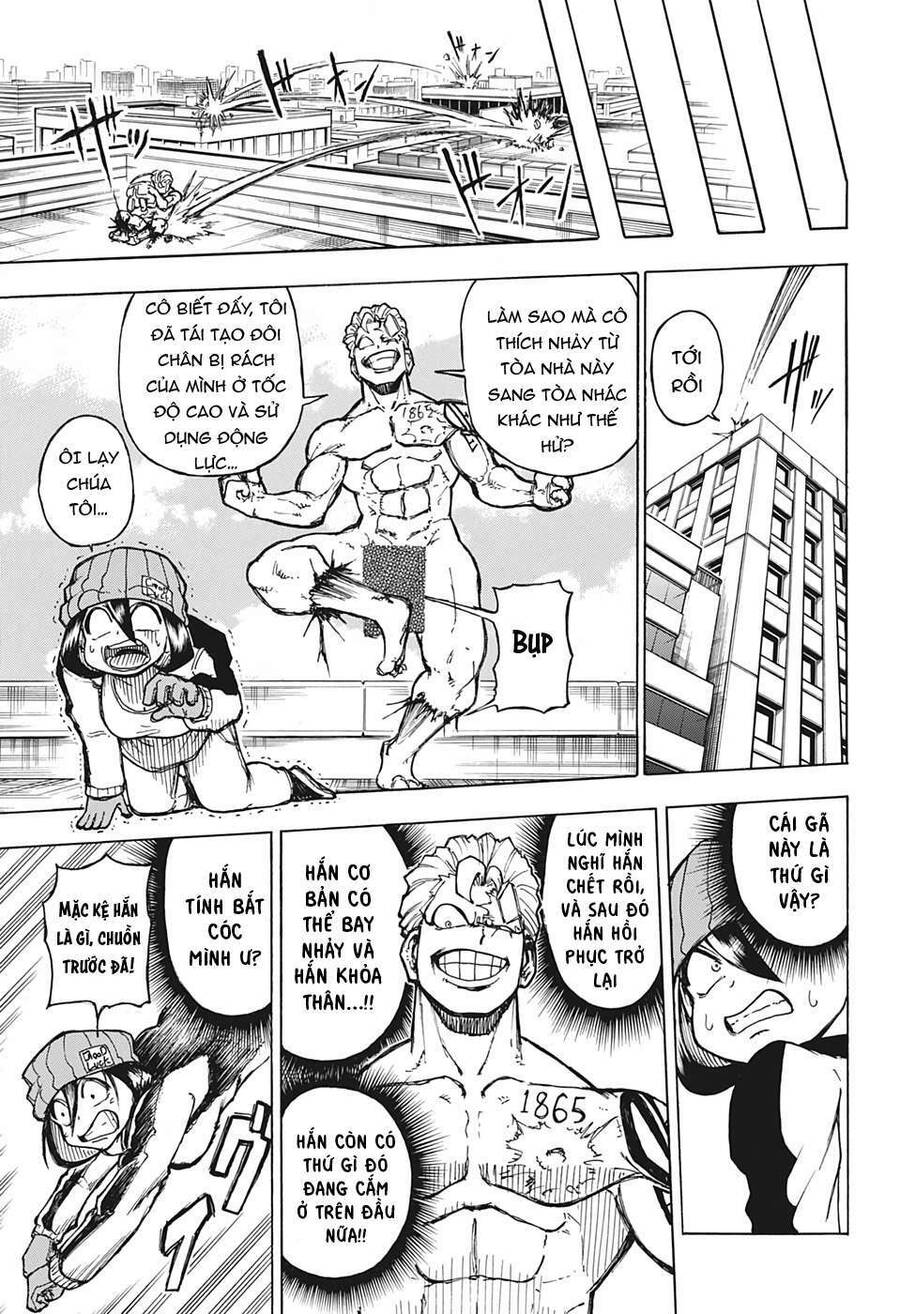 TỚI
RỒI
LÀM SAO MÀ CÔ
THÍCH NHẢY TỪ
TÒA NHÀ NÀY
SANG TÒA NHÁC
KHÁC NHƯ THẾ
HỬ?
CÔ BIẾT ĐẤY, TÔI
ĐÃ TÁI TẠO ĐÔI
CHÂN BỊ RÁCH
CỦA MÌNH Ở TỐC
ĐỘ CAO VÀ SỬ
DỤNG ĐỘNG
LỰC...
1865
BỤP
ÔI LẠY
CHÚA
TÔI...
GOOD
LUCK
CÁI GÃ
NÀY LÀ
THỨ GÌ
VẬY?
LÚC MÌNH
NGHĨ HẮN
CHẾT RỒI,
VÀ SAU ĐÓ
HẮN HỒI
PHỤC TRỞ
LẠI
HẮN CƠ
BẢN CÓ
THỂ BAY
NHẢY VÀ
HẮN KHỎA
THÂN...!!
1865
HẮN CÒN CÓ
THỨ GÌ ĐÓ
ĐANG CẮM
Ở TRÊN ĐẦU
NỮA!!
HẮN
TÍNH BẮT
CÓC
MÌNH Ư?
MẶC KỆ HẮN
LÀ GÌ, CHUỒN
TRƯỚC ĐÃ!
GOOD
LUCK
グイッ